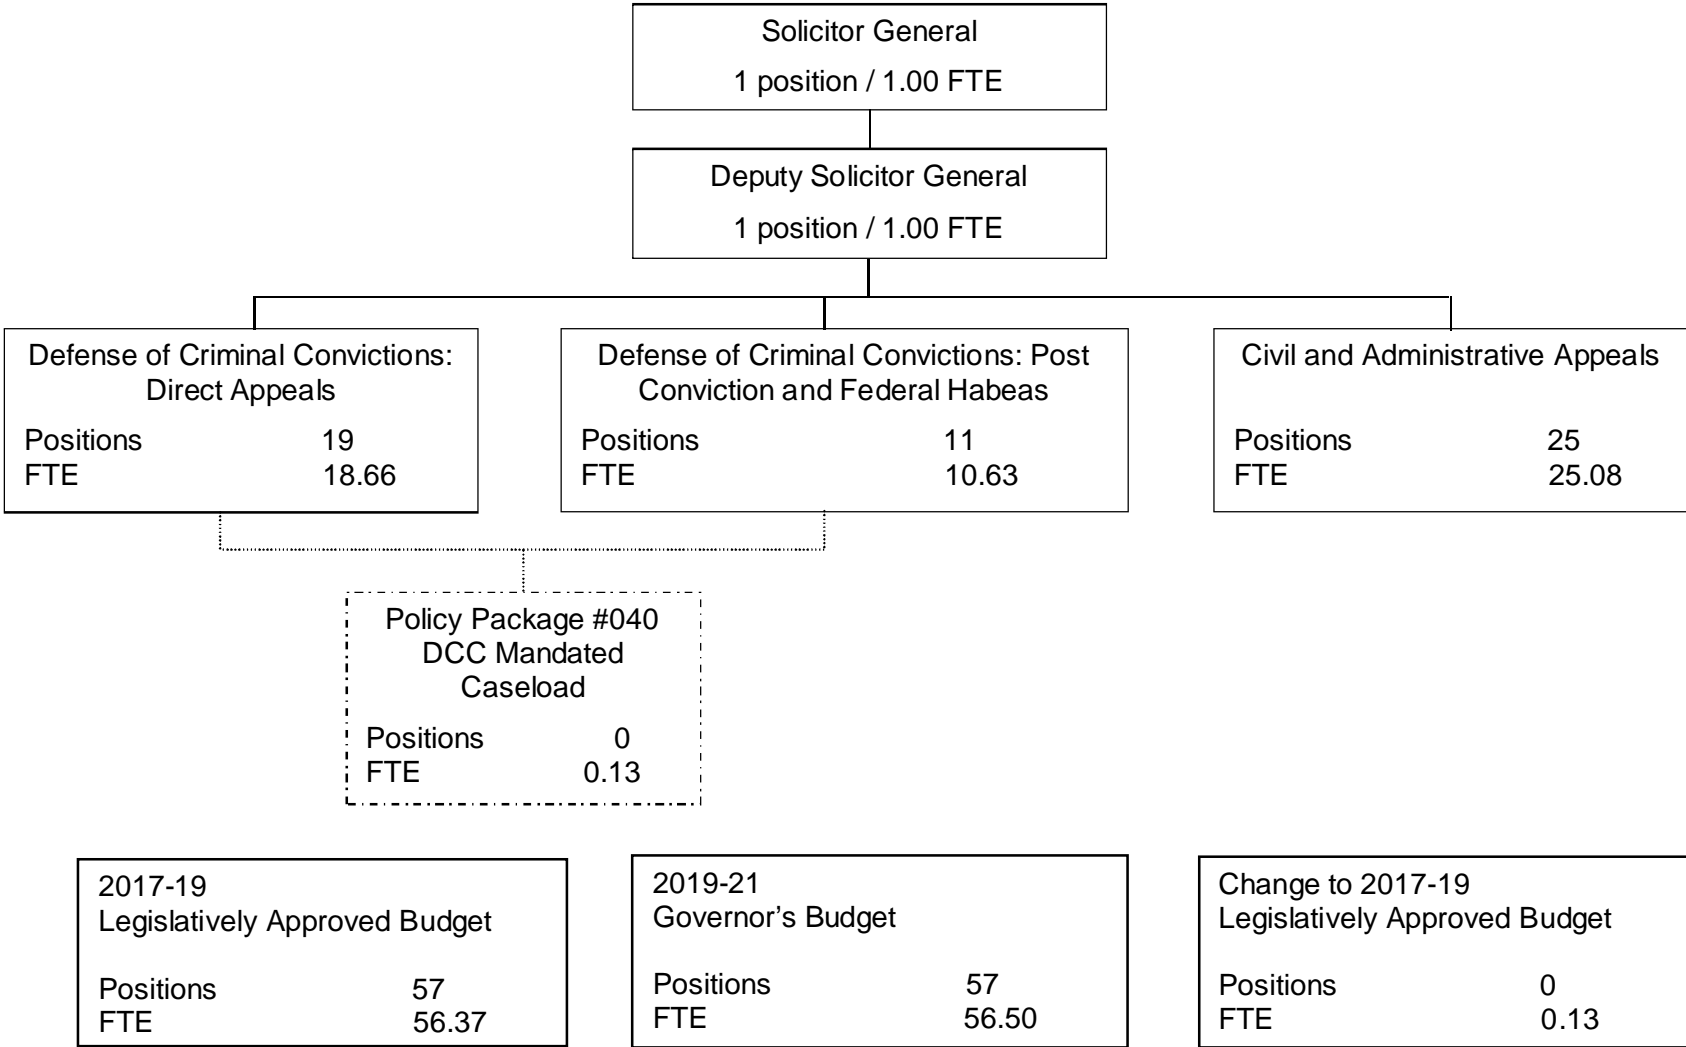 Solicitor General
1 position / 1.00 FTE
Deputy Solicitor General
1 position / 1.00 FTE
Defense of Criminal Convictions:
Direct Appeals
Positions 19
FTE 18.66
Defense of Criminal Convictions: Post
Conviction and Federal Habeas
Positions 11
FTE 10.63
Civil and Administrative Appeals
Positions 25
FTE 25.08
Policy Package #040
DCC Mandated
Caseload
Positions 0
FTE 0.13
2017-19
Legislatively Approved Budget
Positions 57
FTE 56.37
2019-21
Governor’s Budget
Positions 57
FTE 56.50
Change to 2017-19
Legislatively Approved Budget
Positions 0
FTE 0.13